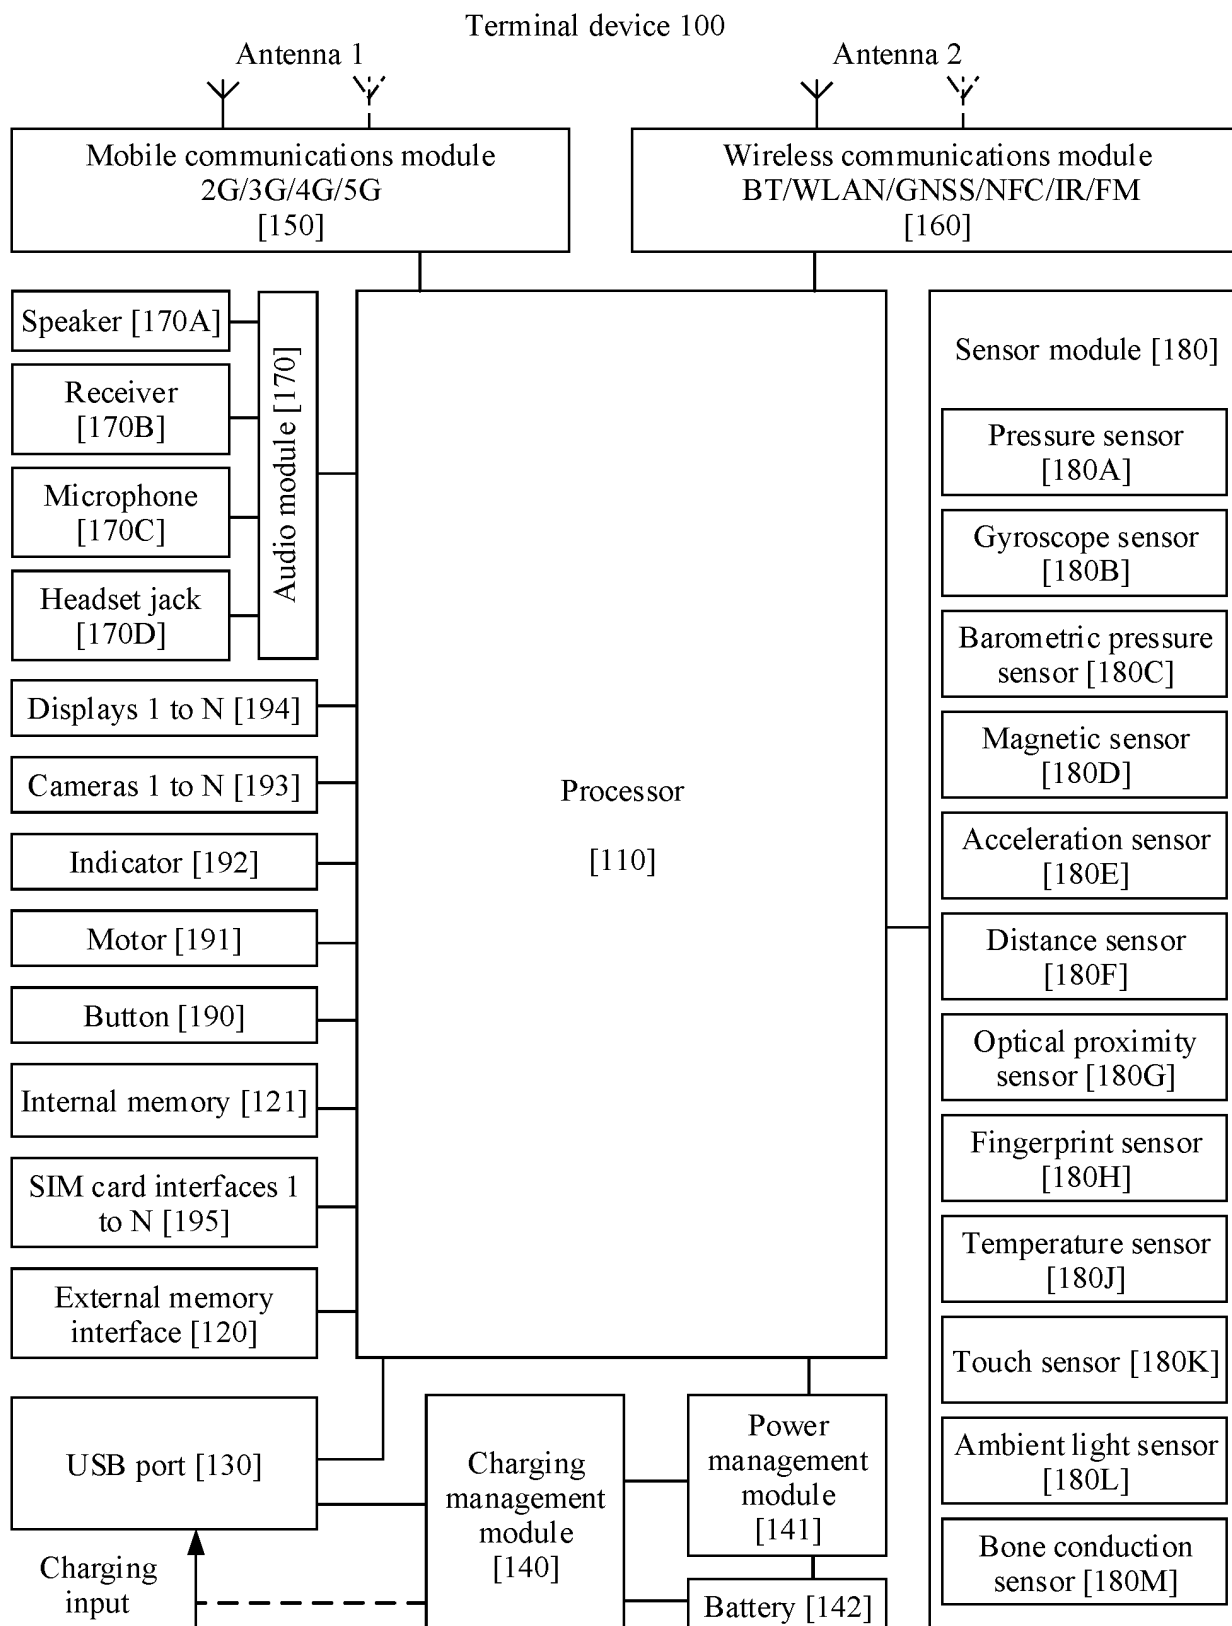 Terminal device 100
Antenna 1
Antenna 2
Mobile communications module
2G/3G/4G/5G
[150]
Wireless communications module
BT/WLAN/GNSS/NFC/IR/FM
[160]
Speaker [170A]
Receiver
[170B]
Microphone
[170C]
Headset jack
[170D]
Audio module [170]
Displays 1 to N [194]
Cameras 1 to N [193]
Indicator [192]
Motor [191]
Button [190]
Internal memory [121]
SIM card interfaces 1
to N [195]
External memory
interface [120]
Processor
[110]
Sensor module [180]
Pressure sensor
[180A]
Gyroscope sensor
[180B]
Barometric pressure
sensor [180C]
Magnetic sensor
[180D]
Acceleration sensor
[180E]
Distance sensor
[180F]
Optical proximity
sensor [180G]
Fingerprint sensor
[180H]
Temperature sensor
[180J]
Touch sensor [180K]
Ambient light sensor
[180L]
Bone conduction
sensor [180M]
USB port [130]
Charging
management
module
[140]
Power
management
module
[141]
Charging
input
Battery [142]